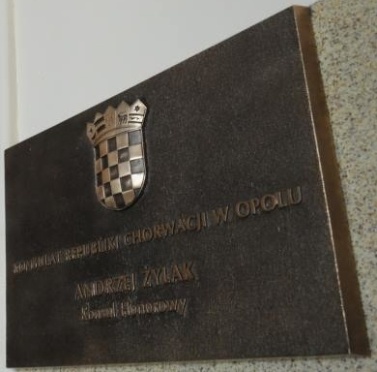 KONSULAT REPUBLIKI CHORWACJI W OPOLU
ANDRZEJ ŻYLAK
Konsul Honorowy